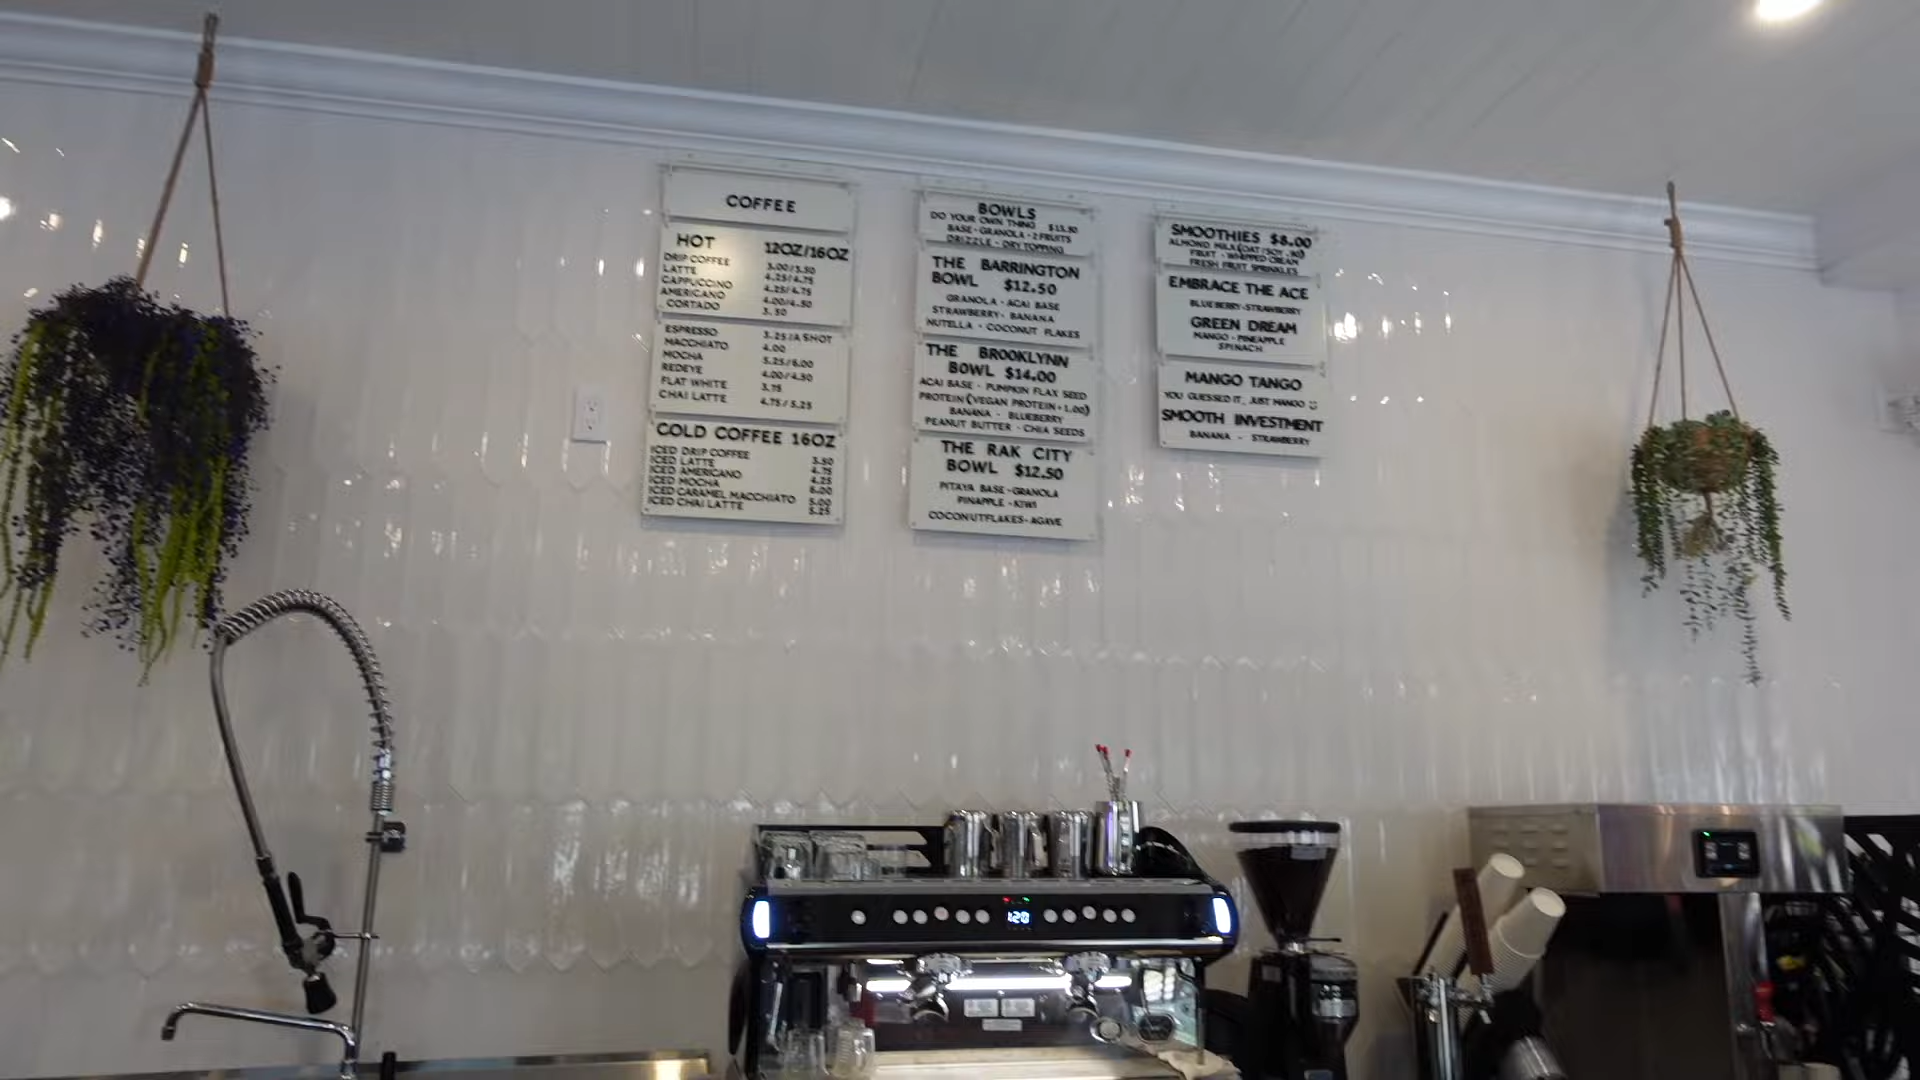 COFFEE
HOT 12OZ/16OZ
DRIP COFFEE 3.00/3.50
LATTE 4.25/4.75
CAPPUCCINO 4.25/4.75
AMERICANO 4.00/4.50
CORTADO 3.50
ESPRESSO 3.25/A SHOT
MACCHIATO 4.00
MOCHA 5.25/6.00
REDEYE 4.00/4.50
FLAT WHITE 3.75
CHAI LATTE 4.75/5.25
COLD COFFEE 16OZ
ICED DRIP COFFEE 3.50
ICED LATTE 4.75
ICED AMERICANO 4.25
ICED MOCHA 6.00
ICED CARAMEL MACCHIATO 5.00
ICED CHAI LATTE 5.25
BOWLS
DO YOUR OWN THING $13.50
BASE · GRANOLA · 2 FRUITS
DRIZZLE · DRY TOPPING
THE BARRINGTON
BOWL $12.50
GRANOLA · ACAI BASE
STRAWBERRY · BANANA
NUTELLA · COCONUT FLAKES
THE BROOKLYNN
BOWL $14.00
ACAI BASE · PUMPKIN FLAX SEED
PROTEIN (VEGAN PROTEIN + 1.00)
BANANA - BLUEBERRY
PEANUT BUTTER · CHIA SEEDS
THE RAK CITY
BOWL $12.50
PITAYA BASE · GRANOLA
PINAPPLE · KIWI
COCONUTFLAKES · AGAVE
SMOOTHIES $8.00
ALMOND MILK (OAT/SOY .80)
FRUIT · WHIPPED CREAM
FRESH FRUIT SPRINKLES
EMBRACE THE ACE
BLUEBERRY · STRAWBERRY
GREEN DREAM
MANGO · PINEAPPLE
SPINACH
MANGO TANGO
YOU GUESSED IT, JUST MANGO :)
SMOOTH INVESTMENT
BANANA - STRAWBERRY
120